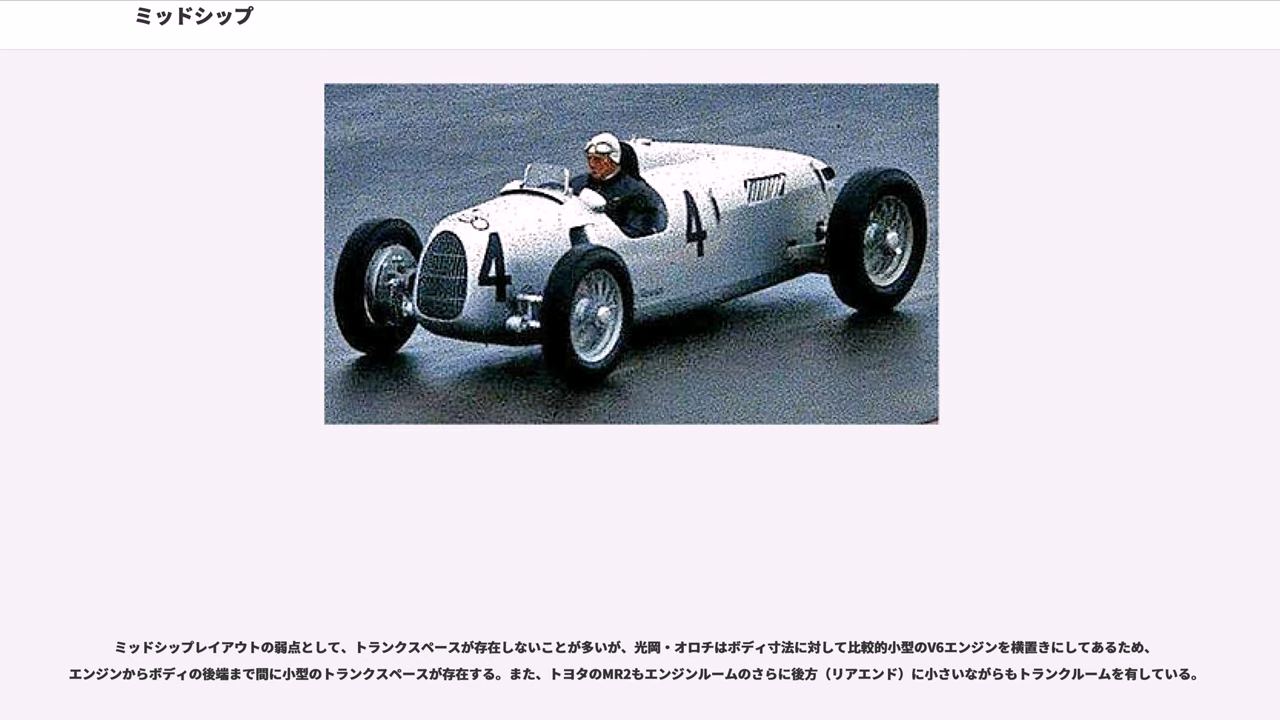 ミッドシップ
4
4
ミッドシップレイアウトの弱点として、トランクスペースが存在しないことが多いが、光岡・オロチはボディ寸法に対して比較的小型のV6エンジンを横置きにしてあるため、
エンジンからボディの後端まで間に小型のトランクスペースが存在する。また、トヨタのMR2もエンジンルームのさらに後方（リアエンド）に小さいながらもトランクルームを有している。